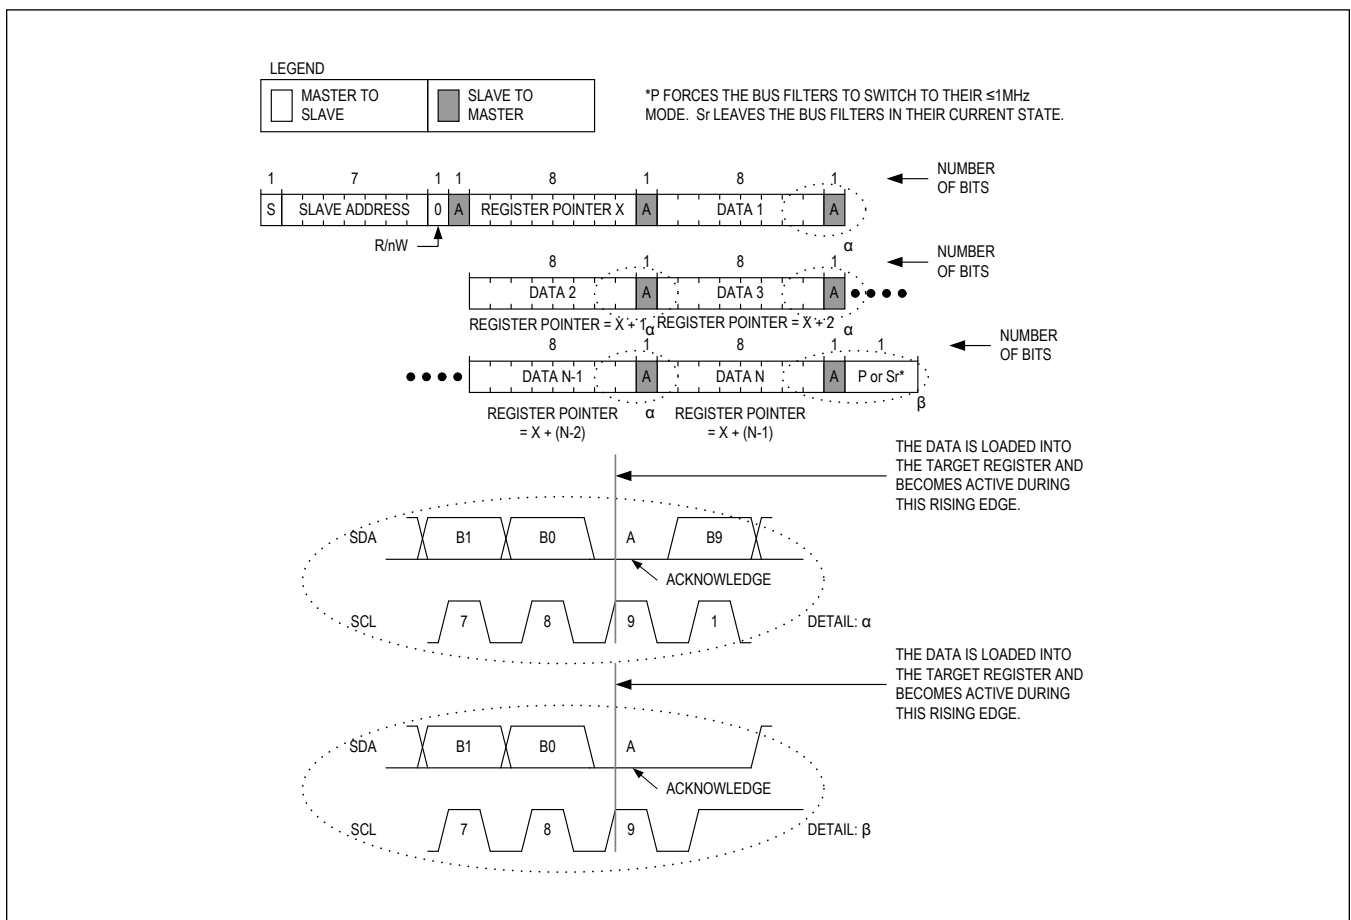 LEGEND
MASTER TO
SLAVE
SLAVE TO
MASTER
*P FORCES THE BUS FILTERS TO SWITCH TO THEIR ≤1MHz
MODE. Sr LEAVES THE BUS FILTERS IN THEIR CURRENT STATE.
1 7 1 1 8 1 8 1
NUMBER
OF BITS
S SLAVE ADDRESS 0 A REGISTER POINTER X A DATA 1 A
R/nW
α
8 1 8 1
NUMBER
OF BITS
DATA 2 A DATA 3 A
REGISTER POINTER = X + 1 α REGISTER POINTER = X + 2 α
8 1 8 1 1
NUMBER
OF BITS
DATA N-1 A DATA N A P or Sr*
α β
REGISTER POINTER
= X + (N-2)
REGISTER POINTER
= X + (N-1)
THE DATA IS LOADED INTO
THE TARGET REGISTER AND
BECOMES ACTIVE DURING
THIS RISING EDGE.
SDA B1 B0 A B9
ACKNOWLEDGE
SCL 7 8 9 1
DETAIL: α
THE DATA IS LOADED INTO
THE TARGET REGISTER AND
BECOMES ACTIVE DURING
THIS RISING EDGE.
SDA B1 B0 A
ACKNOWLEDGE
SCL 7 8 9
DETAIL: β